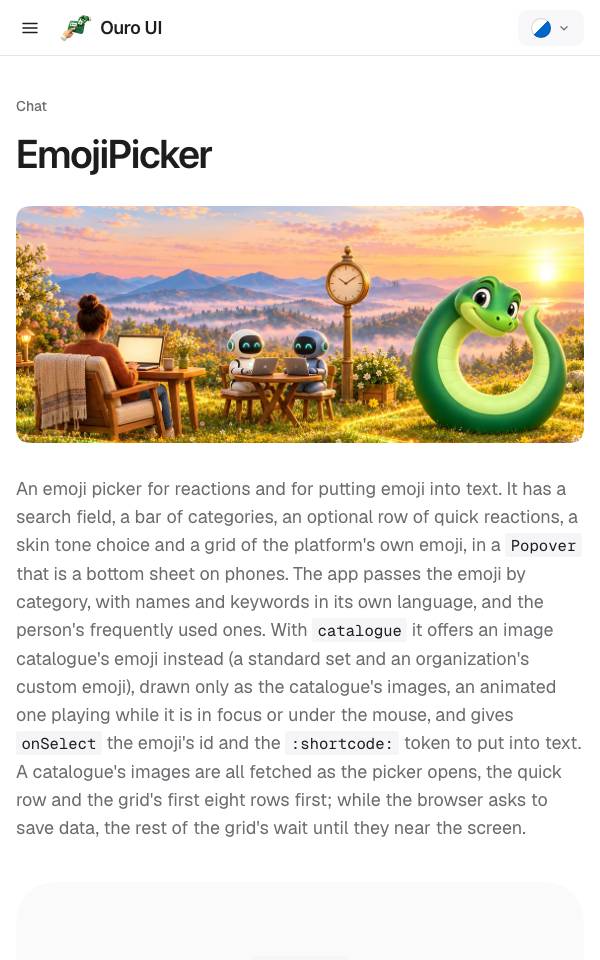 Ouro UI
Chat
EmojiPicker
An emoji picker for reactions and for putting emoji into text. It has a
search field, a bar of categories, an optional row of quick reactions, a
skin tone choice and a grid of the platform's own emoji, in a Popover
that is a bottom sheet on phones. The app passes the emoji by
category, with names and keywords in its own language, and the
person's frequently used ones. With catalogue it offers an image
catalogue's emoji instead (a standard set and an organization's
custom emoji), drawn only as the catalogue's images, an animated
one playing while it is in focus or under the mouse, and gives
onSelect the emoji's id and the :shortcode: token to put into text.
A catalogue's images are all fetched as the picker opens, the quick
row and the grid's first eight rows first; while the browser asks to
save data, the rest of the grid's wait until they near the screen.